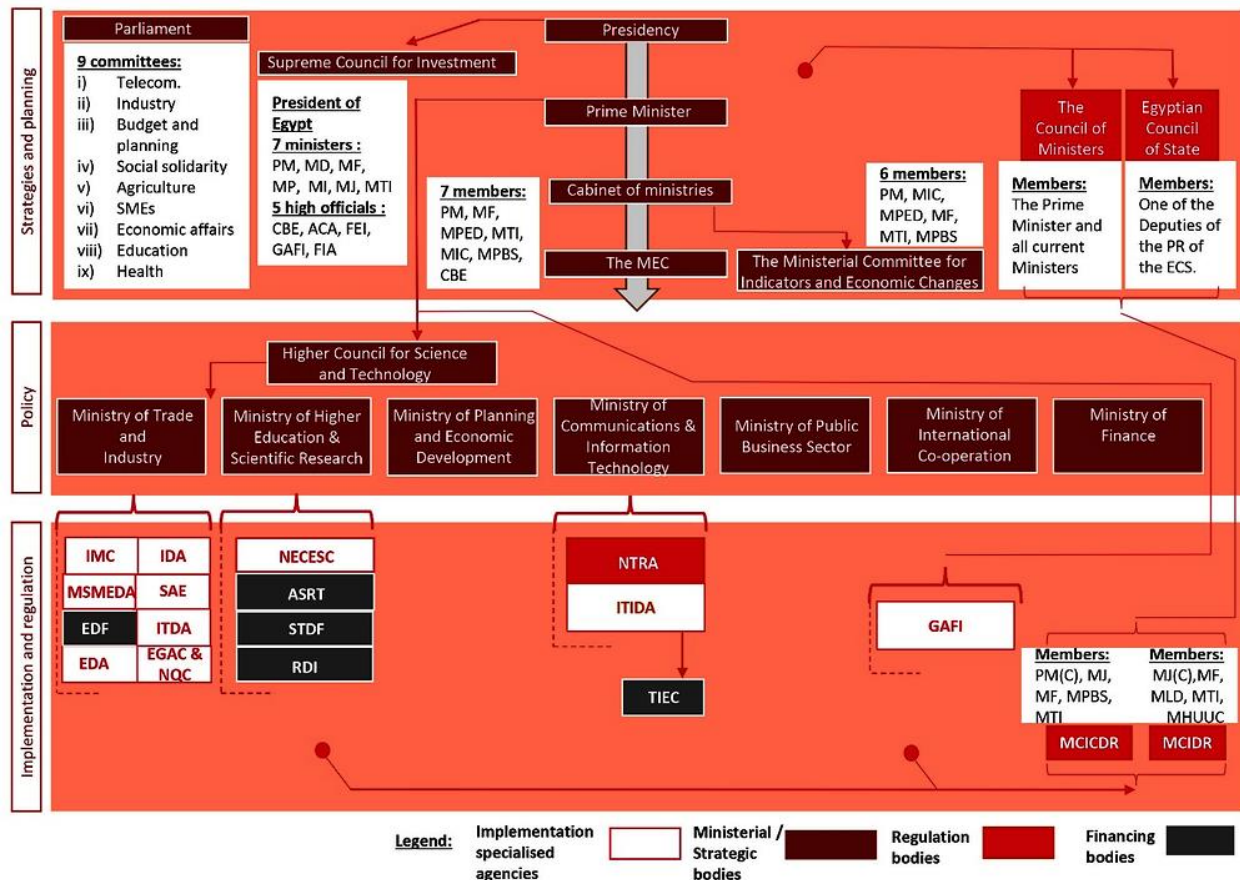 Strategies and planning
Parliament
9 committees:
i) Telecom.
ii) Industry
iii) Budget and
planning
iv) Social solidarity
v) Agriculture
vi) SMEs
vii) Economic affairs
viii) Education
ix) Health
Supreme Council for Investment
President of
Egypt
7 ministers :
PM, MD, MF,
MP, MI, MJ, MTI
5 high officials :
CBE, ACA, FEI,
GAFI, FIA
Presidency
Prime Minister
Cabinet of ministries
The MEC
7 members:
PM, MF,
MPED, MTI,
MIC, MPBS,
CBE
6 members:
PM, MIC,
MPED, MF,
MTI, MPBS
The Ministerial Committee for
Indicators and Economic Changes
The
Council of
Ministers
Members:
The Prime
Minister and
all current
Ministers
Egyptian
Council
of State
Members:
One of the
Deputies of
the PR of
the ECS.
Policy
Higher Council for Science
and Technology
Ministry of Trade
and
Industry
Ministry of Higher
Education &
Scientific Research
Ministry of Planning
and Economic
Development
Ministry of
Communications &
Information
Technology
Ministry of Public
Business Sector
Ministry of
International
Co-operation
Ministry of
Finance
Implementation and regulation
IMC IDA
MSMEDA SAE
EDF ITDA
EDA EGAC &
NQC
NECESC
ASRT
STDF
RDI
NTRA
ITIDA
TIEC
GAFI
Members:
PM(C), MJ,
MF, MPBS,
MTI
MCICDR
Members:
MJ(C),MF,
MLD, MTI,
MHUUC
MCIDR
Legend:
Implementation
specialised
agencies
Ministerial /
Strategic
bodies
Regulation
bodies
Financing
bodies